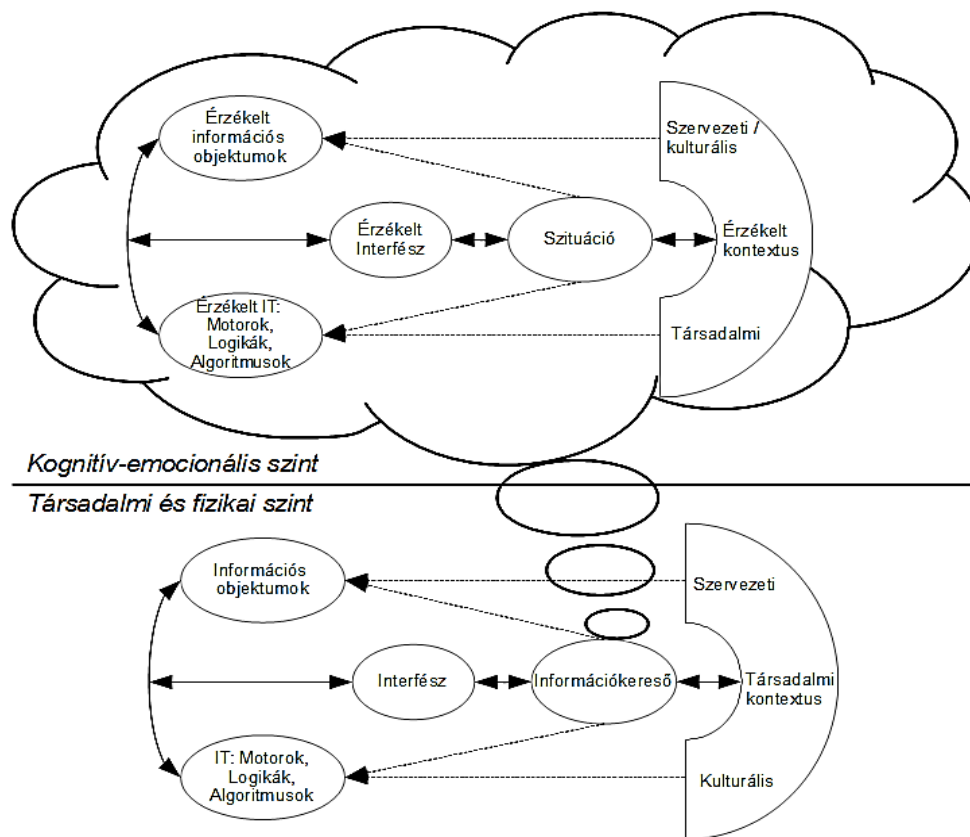 Érzékelt
információs
objektumok
Szervezeti /
kulturális
Érzékelt
Interfész
Szituáció
Érzékelt
kontextus
Érzékelt IT:
Motorok,
Logikák,
Algoritmusok
Társadalmi
Kognitív-emocionális szint
Társadalmi és fizikai szint
Információs
objektumok
Szervezeti
Interfész
Információkereső
Társadalmi
kontextus
IT: Motorok,
Logikák,
Algoritmusok
Kulturális